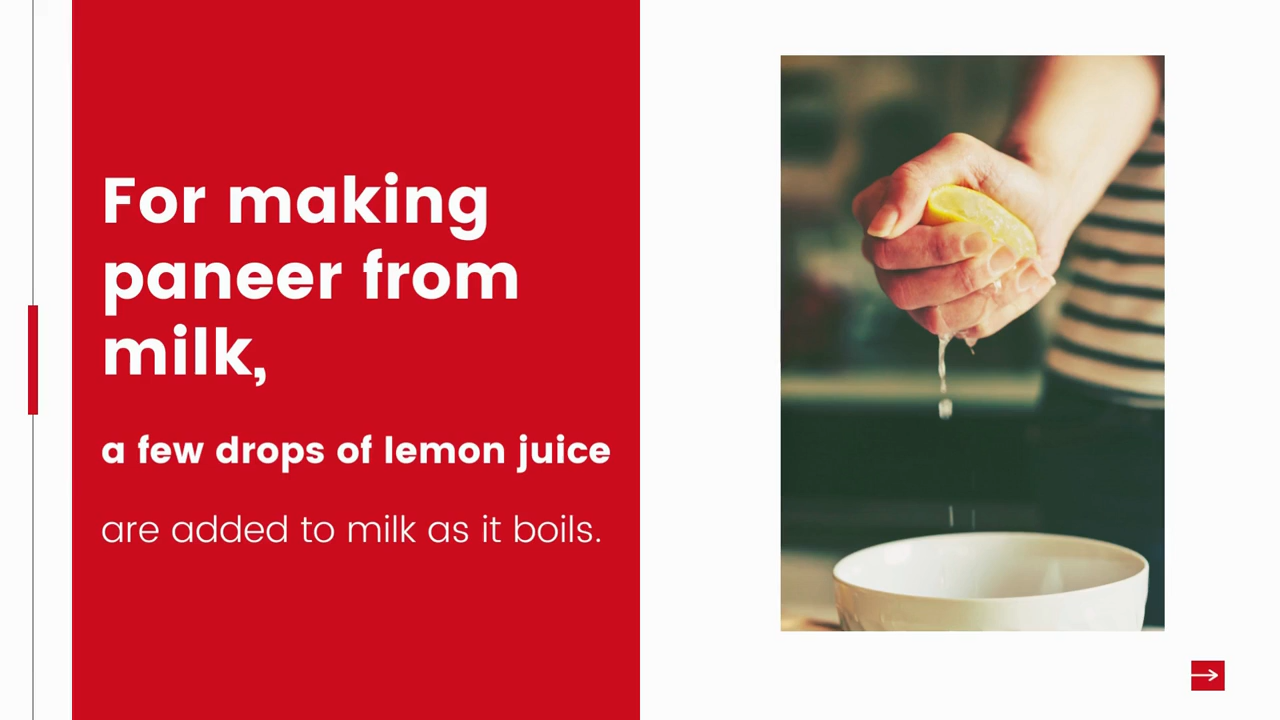 For making
paneer from
milk,
a few drops of lemon juice
are added to milk as it boils.